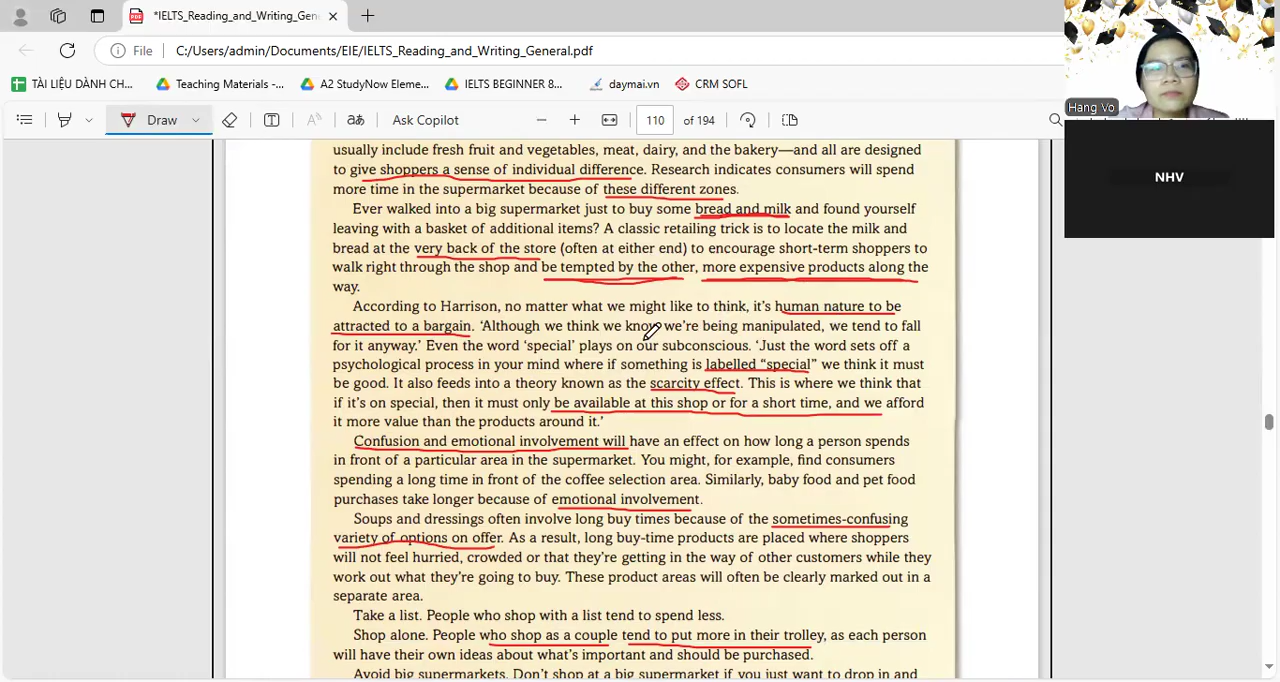 *IELTS_Reading_and_Writing_Gen
File C:/Users/admin/Documents/EIE/IELTS_Reading_and_Writing_General.pdf
TÀI LIỆU DÀNH CH... Teaching Materials -... A2 StudyNow Eleme... IELTS BEGINNER 8... daymai.vn CRM SOFL
Draw Ask Copilot 110 of 194
Hang Vo
NHV
usually include fresh fruit and vegetables, meat, dairy, and the bakery—and all are designed
to give shoppers a sense of individual difference. Research indicates consumers will spend
more time in the supermarket because of these different zones.
Ever walked into a big supermarket just to buy some bread and milk and found yourself
leaving with a basket of additional items? A classic retailing trick is to locate the milk and
bread at the very back of the store (often at either end) to encourage short-term shoppers to
walk right through the shop and be tempted by the other, more expensive products along the
way.
According to Harrison, no matter what we might like to think, it's human nature to be
attracted to a bargain. 'Although we think we know we're being manipulated, we tend to fall
for it anyway.' Even the word 'special' plays on our subconscious. 'Just the word sets off a
psychological process in your mind where if something is labelled “special” we think it must
be good. It also feeds into a theory known as the scarcity effect. This is where we think that
if it's on special, then it must only be available at this shop or for a short time, and we afford
it more value than the products around it.'
Confusion and emotional involvement will have an effect on how long a person spends
in front of a particular area in the supermarket. You might, for example, find consumers
spending a long time in front of the coffee selection area. Similarly, baby food and pet food
purchases take longer because of emotional involvement.
Soups and dressings often involve long buy times because of the sometimes-confusing
variety of options on offer. As a result, long buy-time products are placed where shoppers
will not feel hurried, crowded or that they're getting in the way of other customers while they
work out what they're going to buy. These product areas will often be clearly marked out in a
separate area.
Take a list. People who shop with a list tend to spend less.
Shop alone. People who shop as a couple tend to put more in their trolley, as each person
will have their own ideas about what's important and should be purchased.
Avoid big supermarkets. Don't shop at a big supermarket if you just want to drop in and